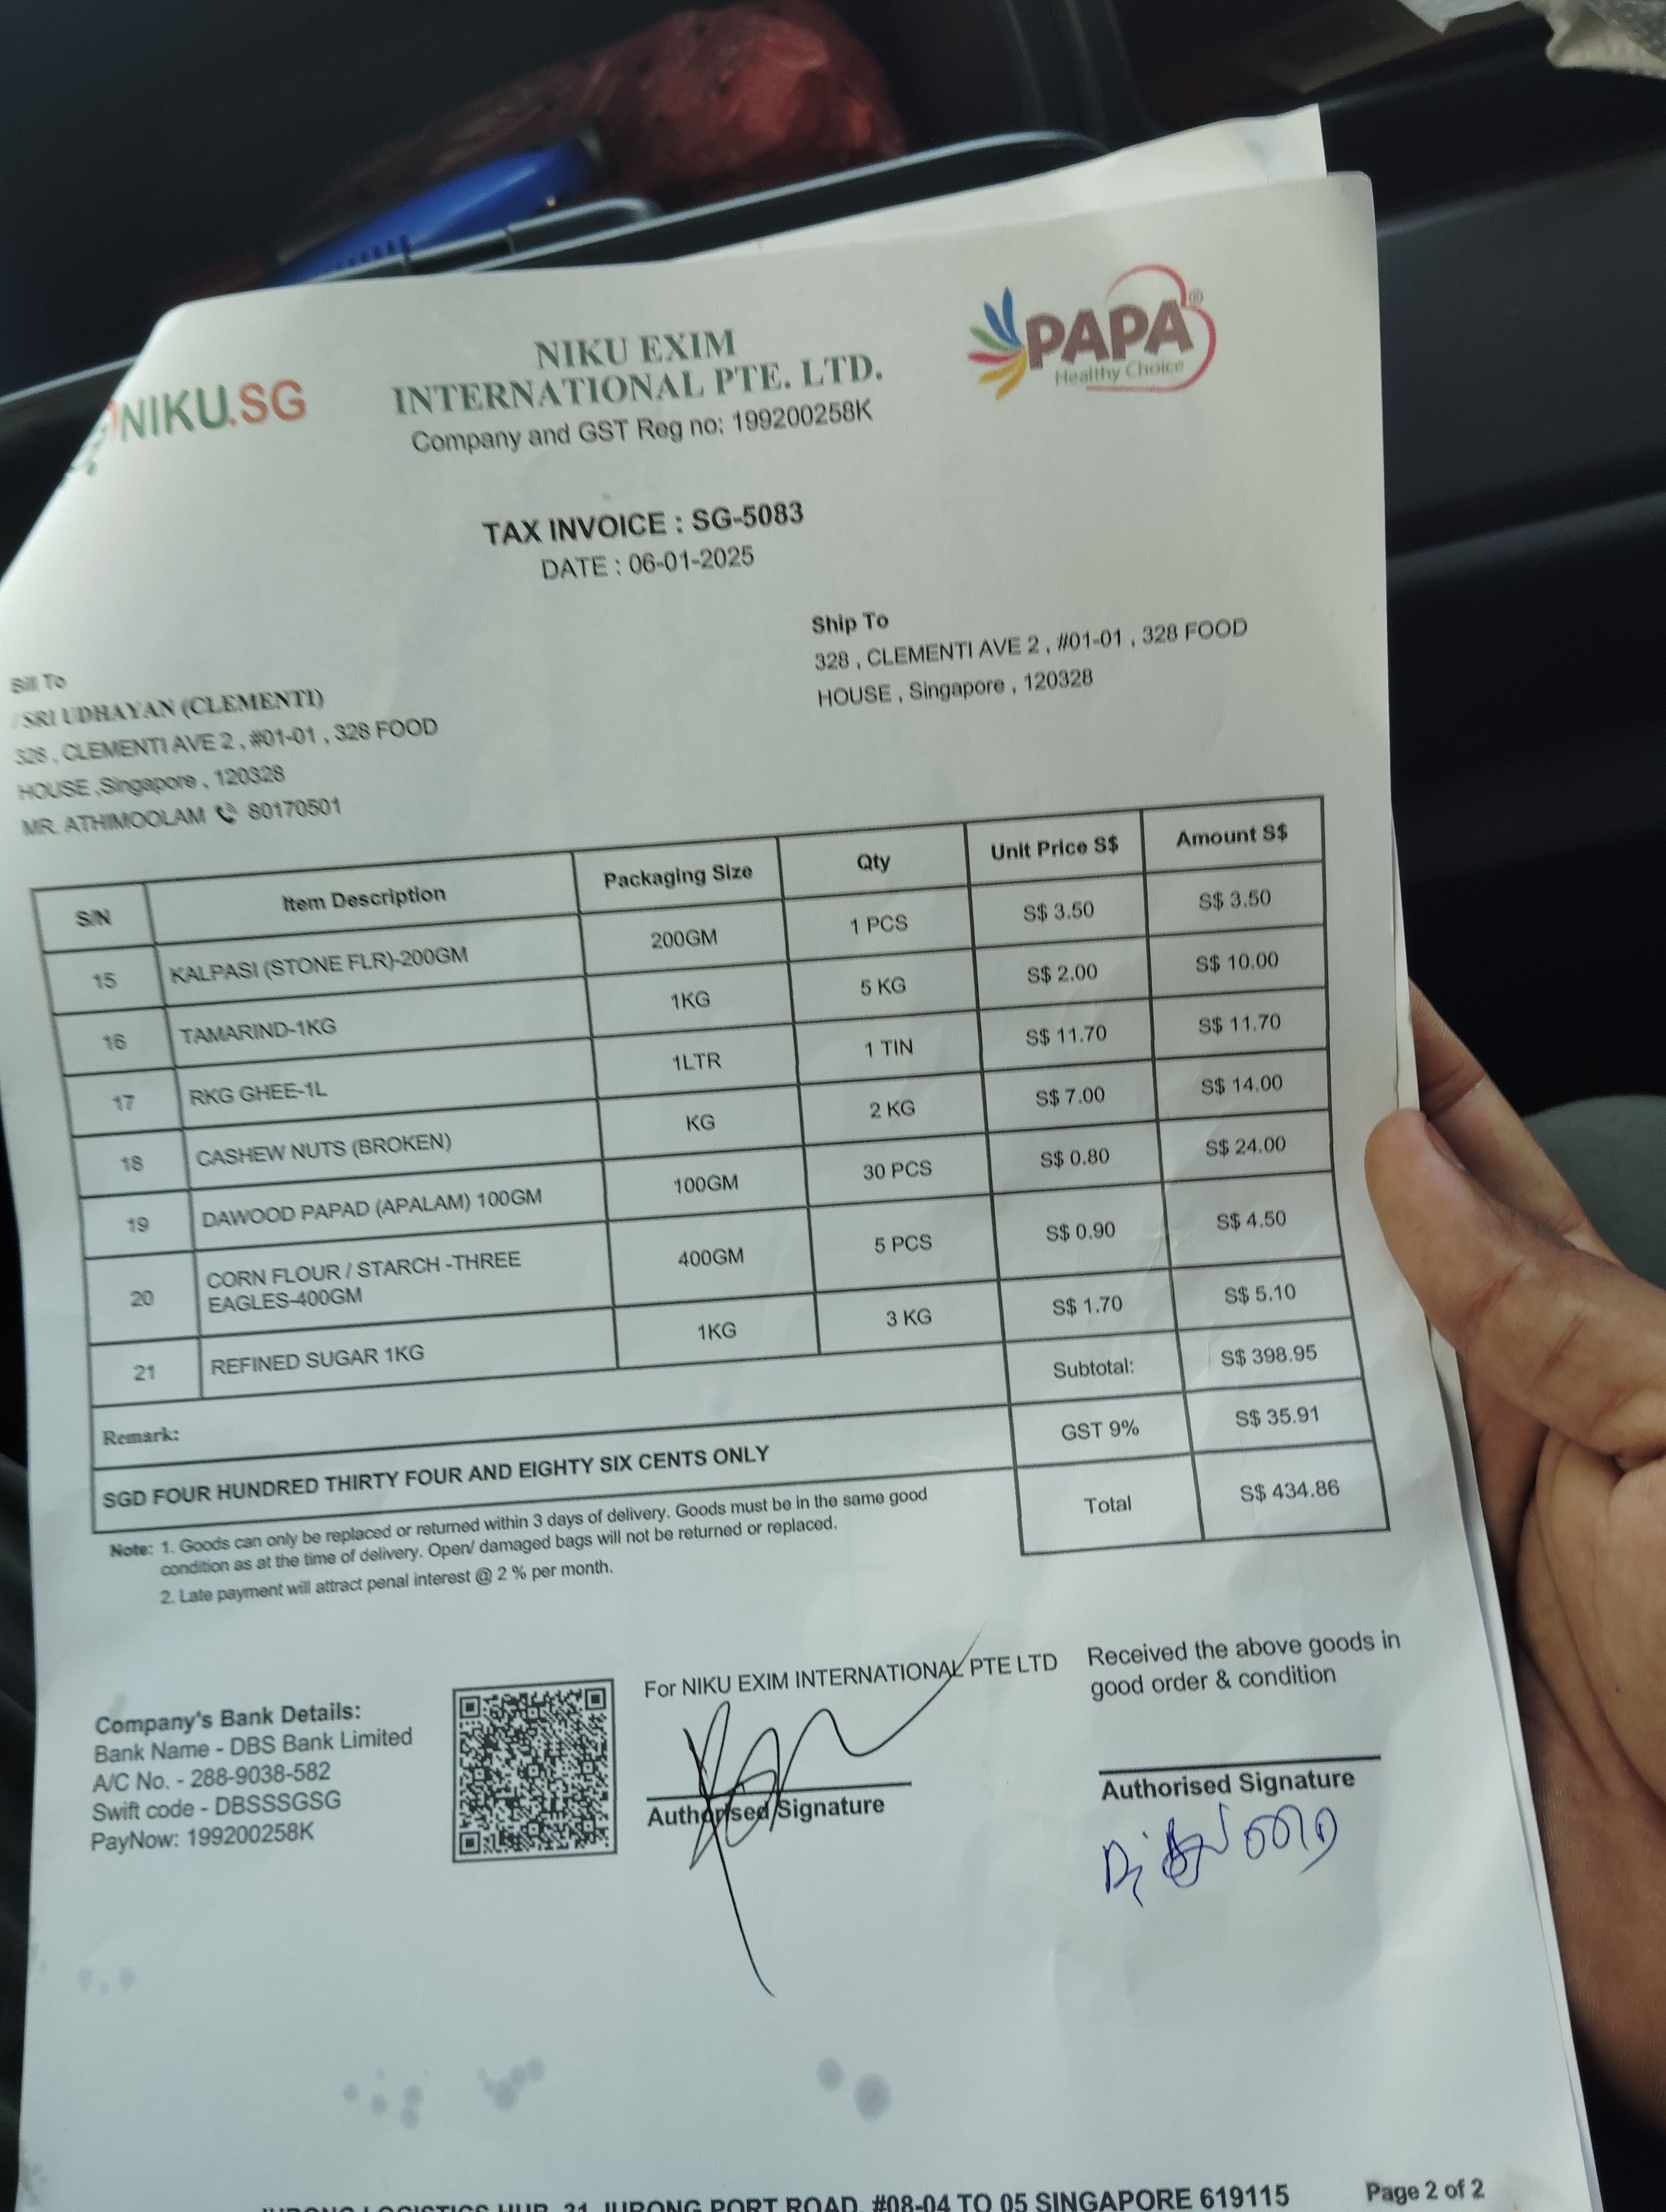 NIKU.SG
NIKU EXIM
INTERNATIONAL PTE. LTD.
Company and GST Reg no: 199200258K
PAPA®
Healthy Choice
TAX INVOICE : SG-5083
DATE : 06-01-2025
Bill To
/ SRI UDHAYAN (CLEMENTI)
328 , CLEMENTI AVE 2 , #01-01 , 328 FOOD
HOUSE ,Singapore , 120328
MR. ATHIMOOLAM 80170501
Ship To
328 , CLEMENTI AVE 2 , #01-01 , 328 FOOD
HOUSE , Singapore , 120328
S/N Item Description Packaging Size Qty Unit Price S$ Amount S$
15 KALPASI (STONE FLR)-200GM 200GM 1 PCS S$ 3.50 S$ 3.50
16 TAMARIND-1KG 1KG 5 KG S$ 2.00 S$ 10.00
17 RKG GHEE-1L 1LTR 1 TIN S$ 11.70 S$ 11.70
18 CASHEW NUTS (BROKEN) KG 2 KG S$ 7.00 S$ 14.00
19 DAWOOD PAPAD (APALAM) 100GM 100GM 30 PCS S$ 0.80 S$ 24.00
20 CORN FLOUR / STARCH -THREE
EAGLES-400GM 400GM 5 PCS S$ 0.90 S$ 4.50
21 REFINED SUGAR 1KG 1KG 3 KG S$ 1.70 S$ 5.10
Remark:
Subtotal: S$ 398.95
SGD FOUR HUNDRED THIRTY FOUR AND EIGHTY SIX CENTS ONLY
GST 9% S$ 35.91
Total S$ 434.86
Note: 1. Goods can only be replaced or returned within 3 days of delivery. Goods must be in the same good
condition as at the time of delivery. Open/ damaged bags will not be returned or replaced.
2. Late payment will attract penal interest @ 2 % per month.
Company's Bank Details:
Bank Name - DBS Bank Limited
A/C No. - 288-9038-582
Swift code - DBSSSGSG
PayNow: 199200258K
For NIKU EXIM INTERNATIONAL PTE LTD
Authorised Signature
Received the above goods in
good order & condition
Authorised Signature
JURONG LOGISTICS HUB, 31 JURONG PORT ROAD, #08-04 TO 05 SINGAPORE 619115
Page 2 of 2